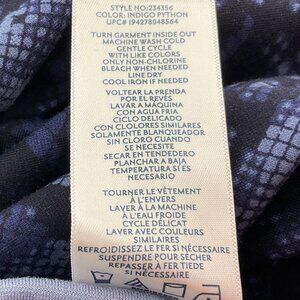 STYLE NO:234356
COLOR: INDIGO PYTHON
UPC# 194278048564
TURN GARMENT INSIDE OUT
MACHINE WASH COLD
GENTLE CYCLE
WITH LIKE COLORS
ONLY NON-CHLORINE
BLEACH WHEN NEEDED
LINE DRY
COOL IRON IF NEEDED
VOLTEAR LA PRENDA
POR EL REVÉS
LAVAR A MÁQUINA
CON AGUA FRIA
CICLO DELICADO
CON CLOLORES SIMILARES
SOLAMENTE BLANQUEADOR
SIN CLORO CUANDO
SE NECESITE
SECAR EN TENDEDERO
PLANCHAR A BAJA
TEMPERATURA SI ES
NECESARIO
TOURNER LE VÊTEMENT
À L'ENVERS
LAVER À LA MACHINE
À L'EAU FROIDE
CYCLE DÉLICAT
LAVER AVEC COULEURS
SIMILAIRES
REFROIDISSEZ LE FER SI NÉCESSAIRE
SUSPENDRE POUR SÉCHER
REPASSER À FER TIEDE
SI NÉCESSAIRE